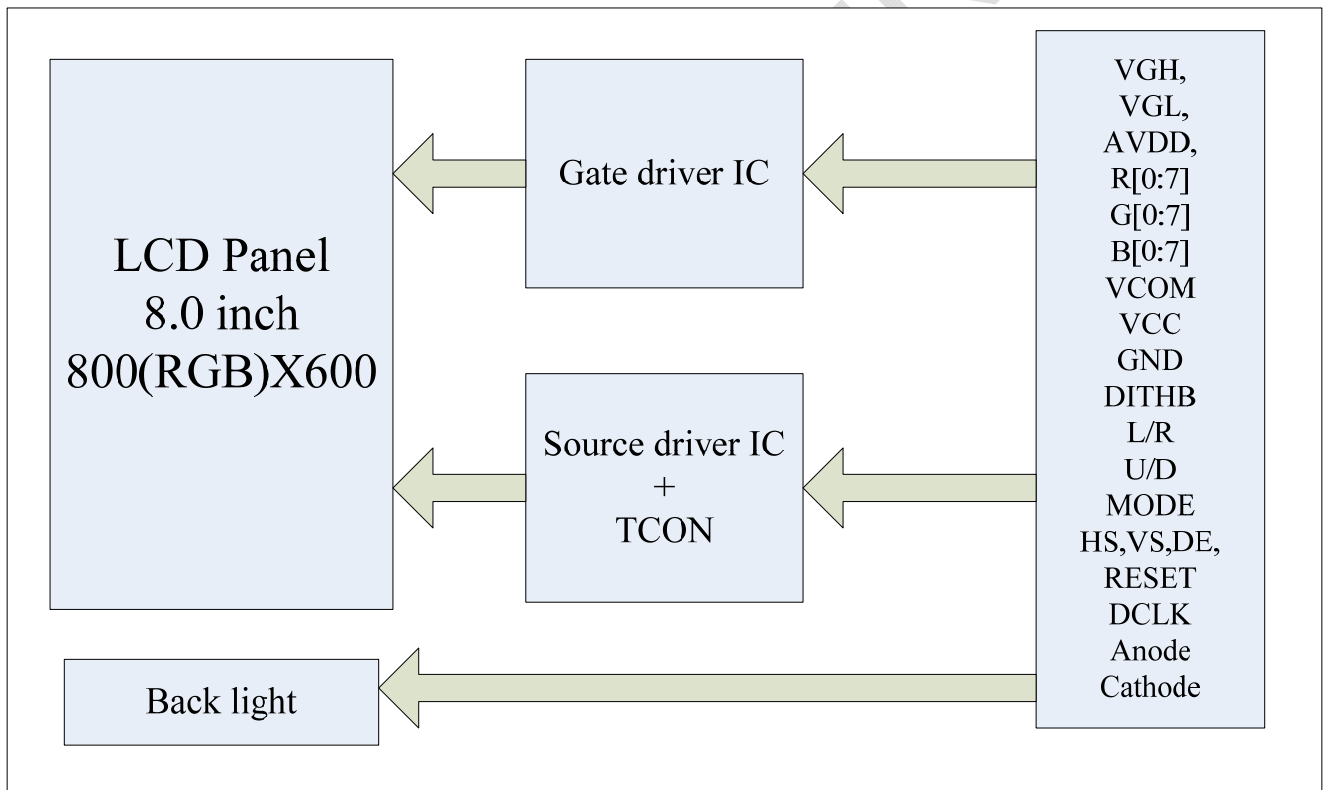 LCD Panel
8.0 inch
800(RGB)X600
Gate driver IC
Source driver IC
+
TCON
Back light
VGH,
VGL,
AVDD,
R[0:7]
G[0:7]
B[0:7]
VCOM
VCC
GND
DITHB
L/R
U/D
MODE
HS,VS,DE,
RESET
DCLK
Anode
Cathode